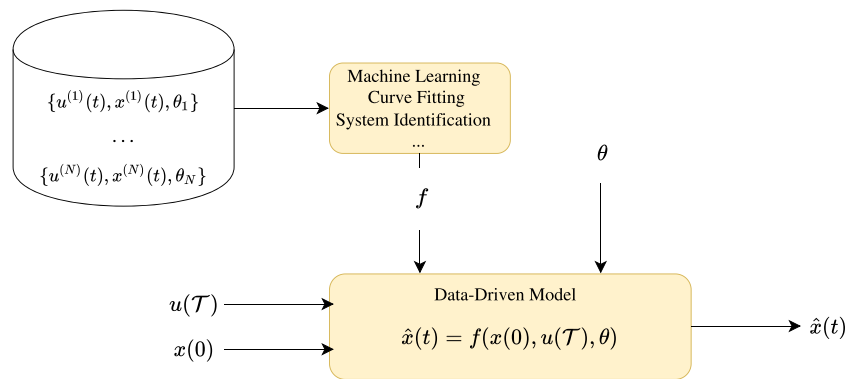 {u^{(1)}(t), x^{(1)}(t), θ_1}
...
{u^{(N)}(t), x^{(N)}(t), θ_N}
Machine Learning
Curve Fitting
System Identification
...
f
θ
u(𝒯)
x(0)
Data-Driven Model
x̂(t) = f(x(0), u(𝒯), θ)
x̂(t)